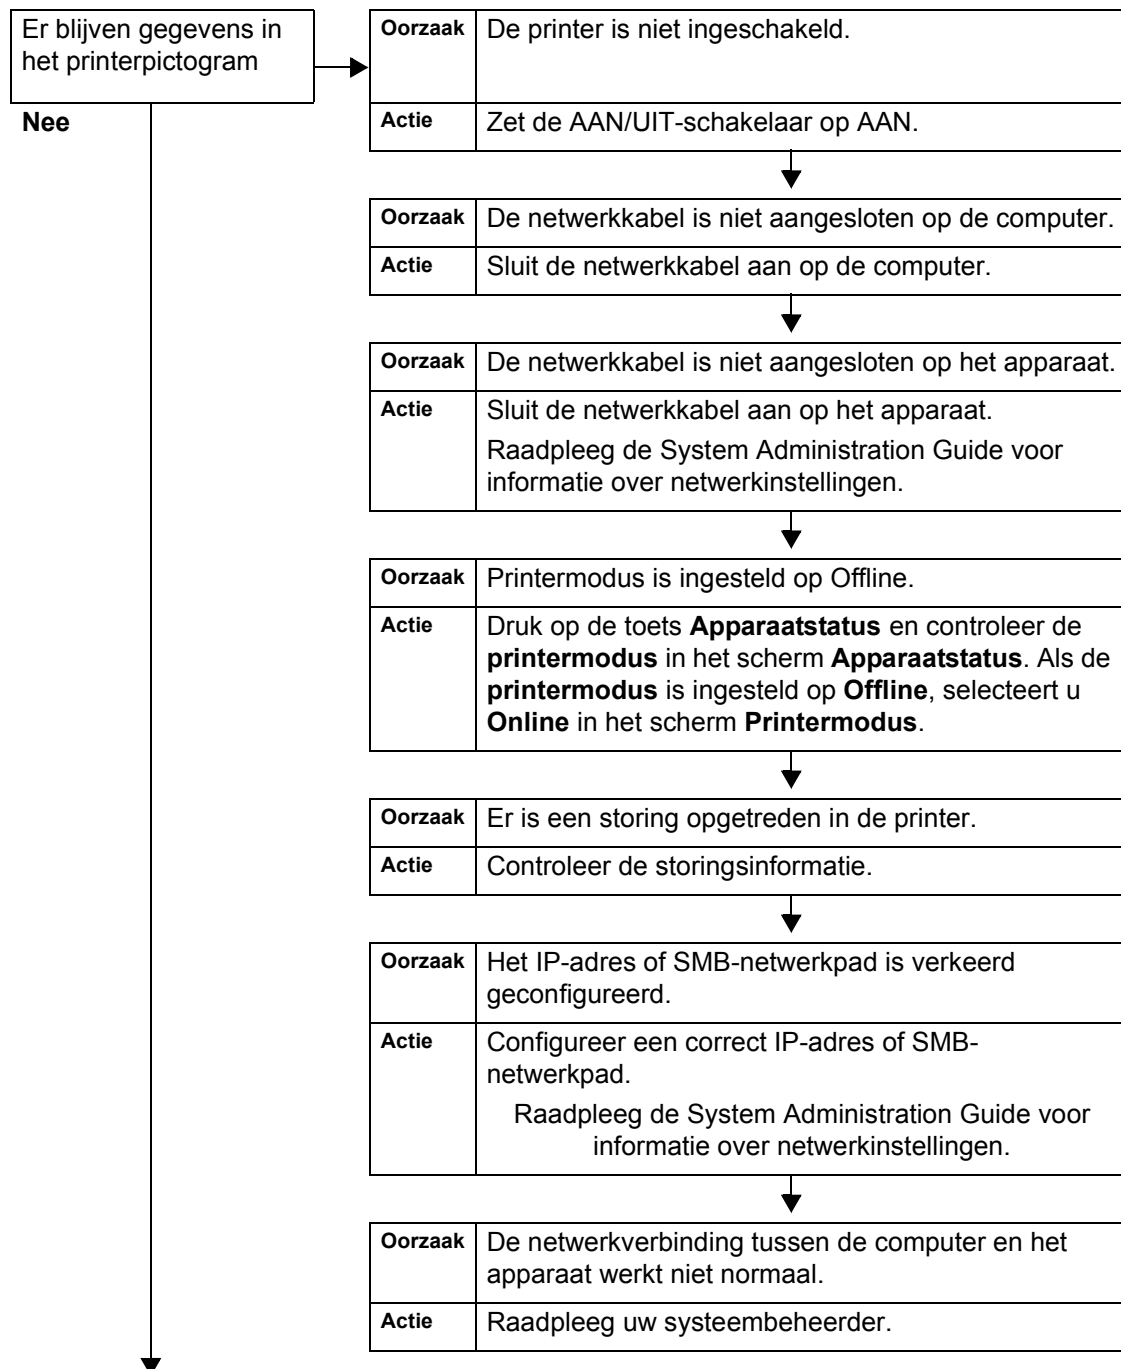 Er blijven gegevens in
het printerpictogram
Nee
Oorzaak De printer is niet ingeschakeld.
Actie Zet de AAN/UIT-schakelaar op AAN.
Oorzaak De netwerkkabel is niet aangesloten op de computer.
Actie Sluit de netwerkkabel aan op de computer.
Oorzaak De netwerkkabel is niet aangesloten op het apparaat.
Actie Sluit de netwerkkabel aan op het apparaat.
Raadpleeg de System Administration Guide voor
informatie over netwerkinstellingen.
Oorzaak Printermodus is ingesteld op Offline.
Actie Druk op de toets Apparaatstatus en controleer de
printermodus in het scherm Apparaatstatus. Als de
printermodus is ingesteld op Offline, selecteert u
Online in het scherm Printermodus.
Oorzaak Er is een storing opgetreden in de printer.
Actie Controleer de storingsinformatie.
Oorzaak Het IP-adres of SMB-netwerkpad is verkeerd
geconfigureerd.
Actie Configureer een correct IP-adres of SMB-
netwerkpad.
Raadpleeg de System Administration Guide voor
informatie over netwerkinstellingen.
Oorzaak De netwerkverbinding tussen de computer en het
apparaat werkt niet normaal.
Actie Raadpleeg uw systeembeheerder.